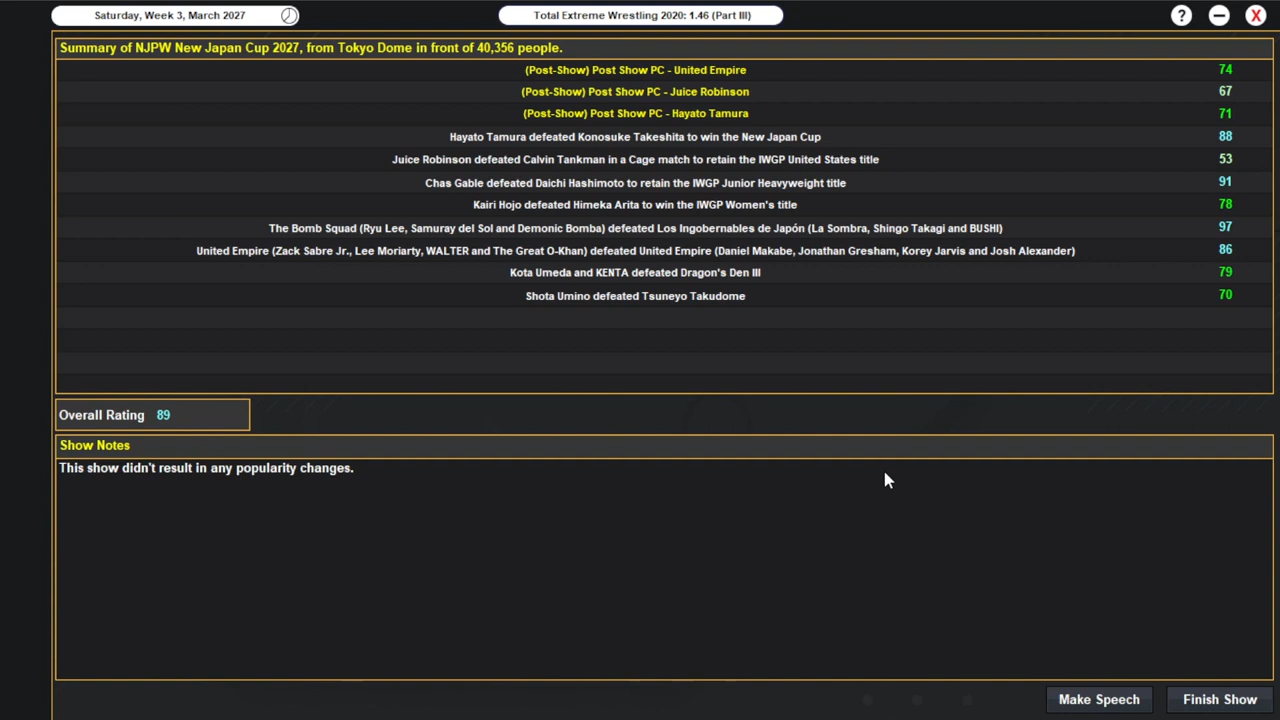 Saturday, Week 3, March 2027
Total Extreme Wrestling 2020: 1.46 (Part III)
?
X
Summary of NJPW New Japan Cup 2027, from Tokyo Dome in front of 40,356 people.
(Post-Show) Post Show PC - United Empire 74
(Post-Show) Post Show PC - Juice Robinson 67
(Post-Show) Post Show PC - Hayato Tamura 71
Hayato Tamura defeated Konosuke Takeshita to win the New Japan Cup 88
Juice Robinson defeated Calvin Tankman in a Cage match to retain the IWGP United States title 53
Chas Gable defeated Daichi Hashimoto to retain the IWGP Junior Heavyweight title 91
Kairi Hojo defeated Himeka Arita to win the IWGP Women's title 78
The Bomb Squad (Ryu Lee, Samuray del Sol and Demonic Bomba) defeated Los Ingobernables de Japón (La Sombra, Shingo Takagi and BUSHI) 97
United Empire (Zack Sabre Jr., Lee Moriarty, WALTER and The Great O-Khan) defeated United Empire (Daniel Makabe, Jonathan Gresham, Korey Jarvis and Josh Alexander) 86
Kota Umeda and KENTA defeated Dragon's Den III 79
Shota Umino defeated Tsuneyo Takudome 70
Overall Rating 89
Show Notes
This show didn't result in any popularity changes.
Make Speech
Finish Show